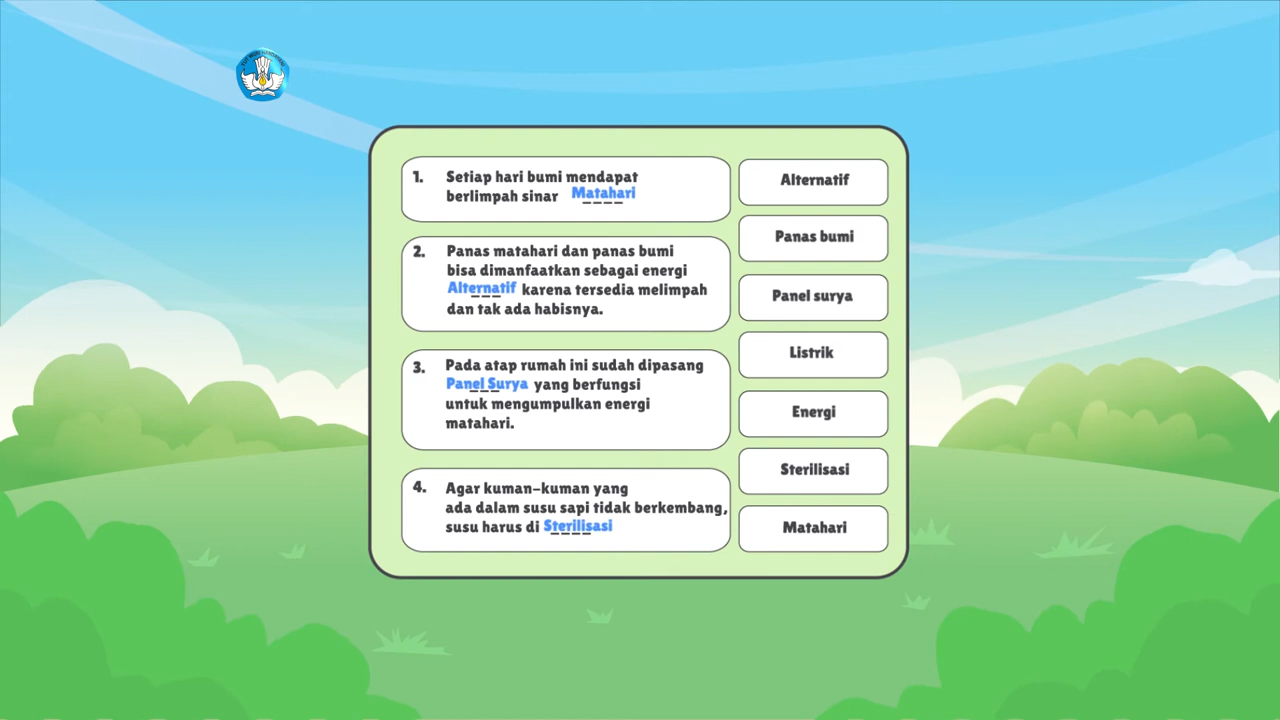 1. Setiap hari bumi mendapat
berlimpah sinar Matahari
2. Panas matahari dan panas bumi
bisa dimanfaatkan sebagai energi
Alternatif karena tersedia melimpah
dan tak ada habisnya.
3. Pada atap rumah ini sudah dipasang
Panel Surya yang berfungsi
untuk mengumpulkan energi
matahari.
4. Agar kuman-kuman yang
ada dalam susu sapi tidak berkembang,
susu harus di Sterilisasi
Alternatif
Panas bumi
Panel surya
Listrik
Energi
Sterilisasi
Matahari